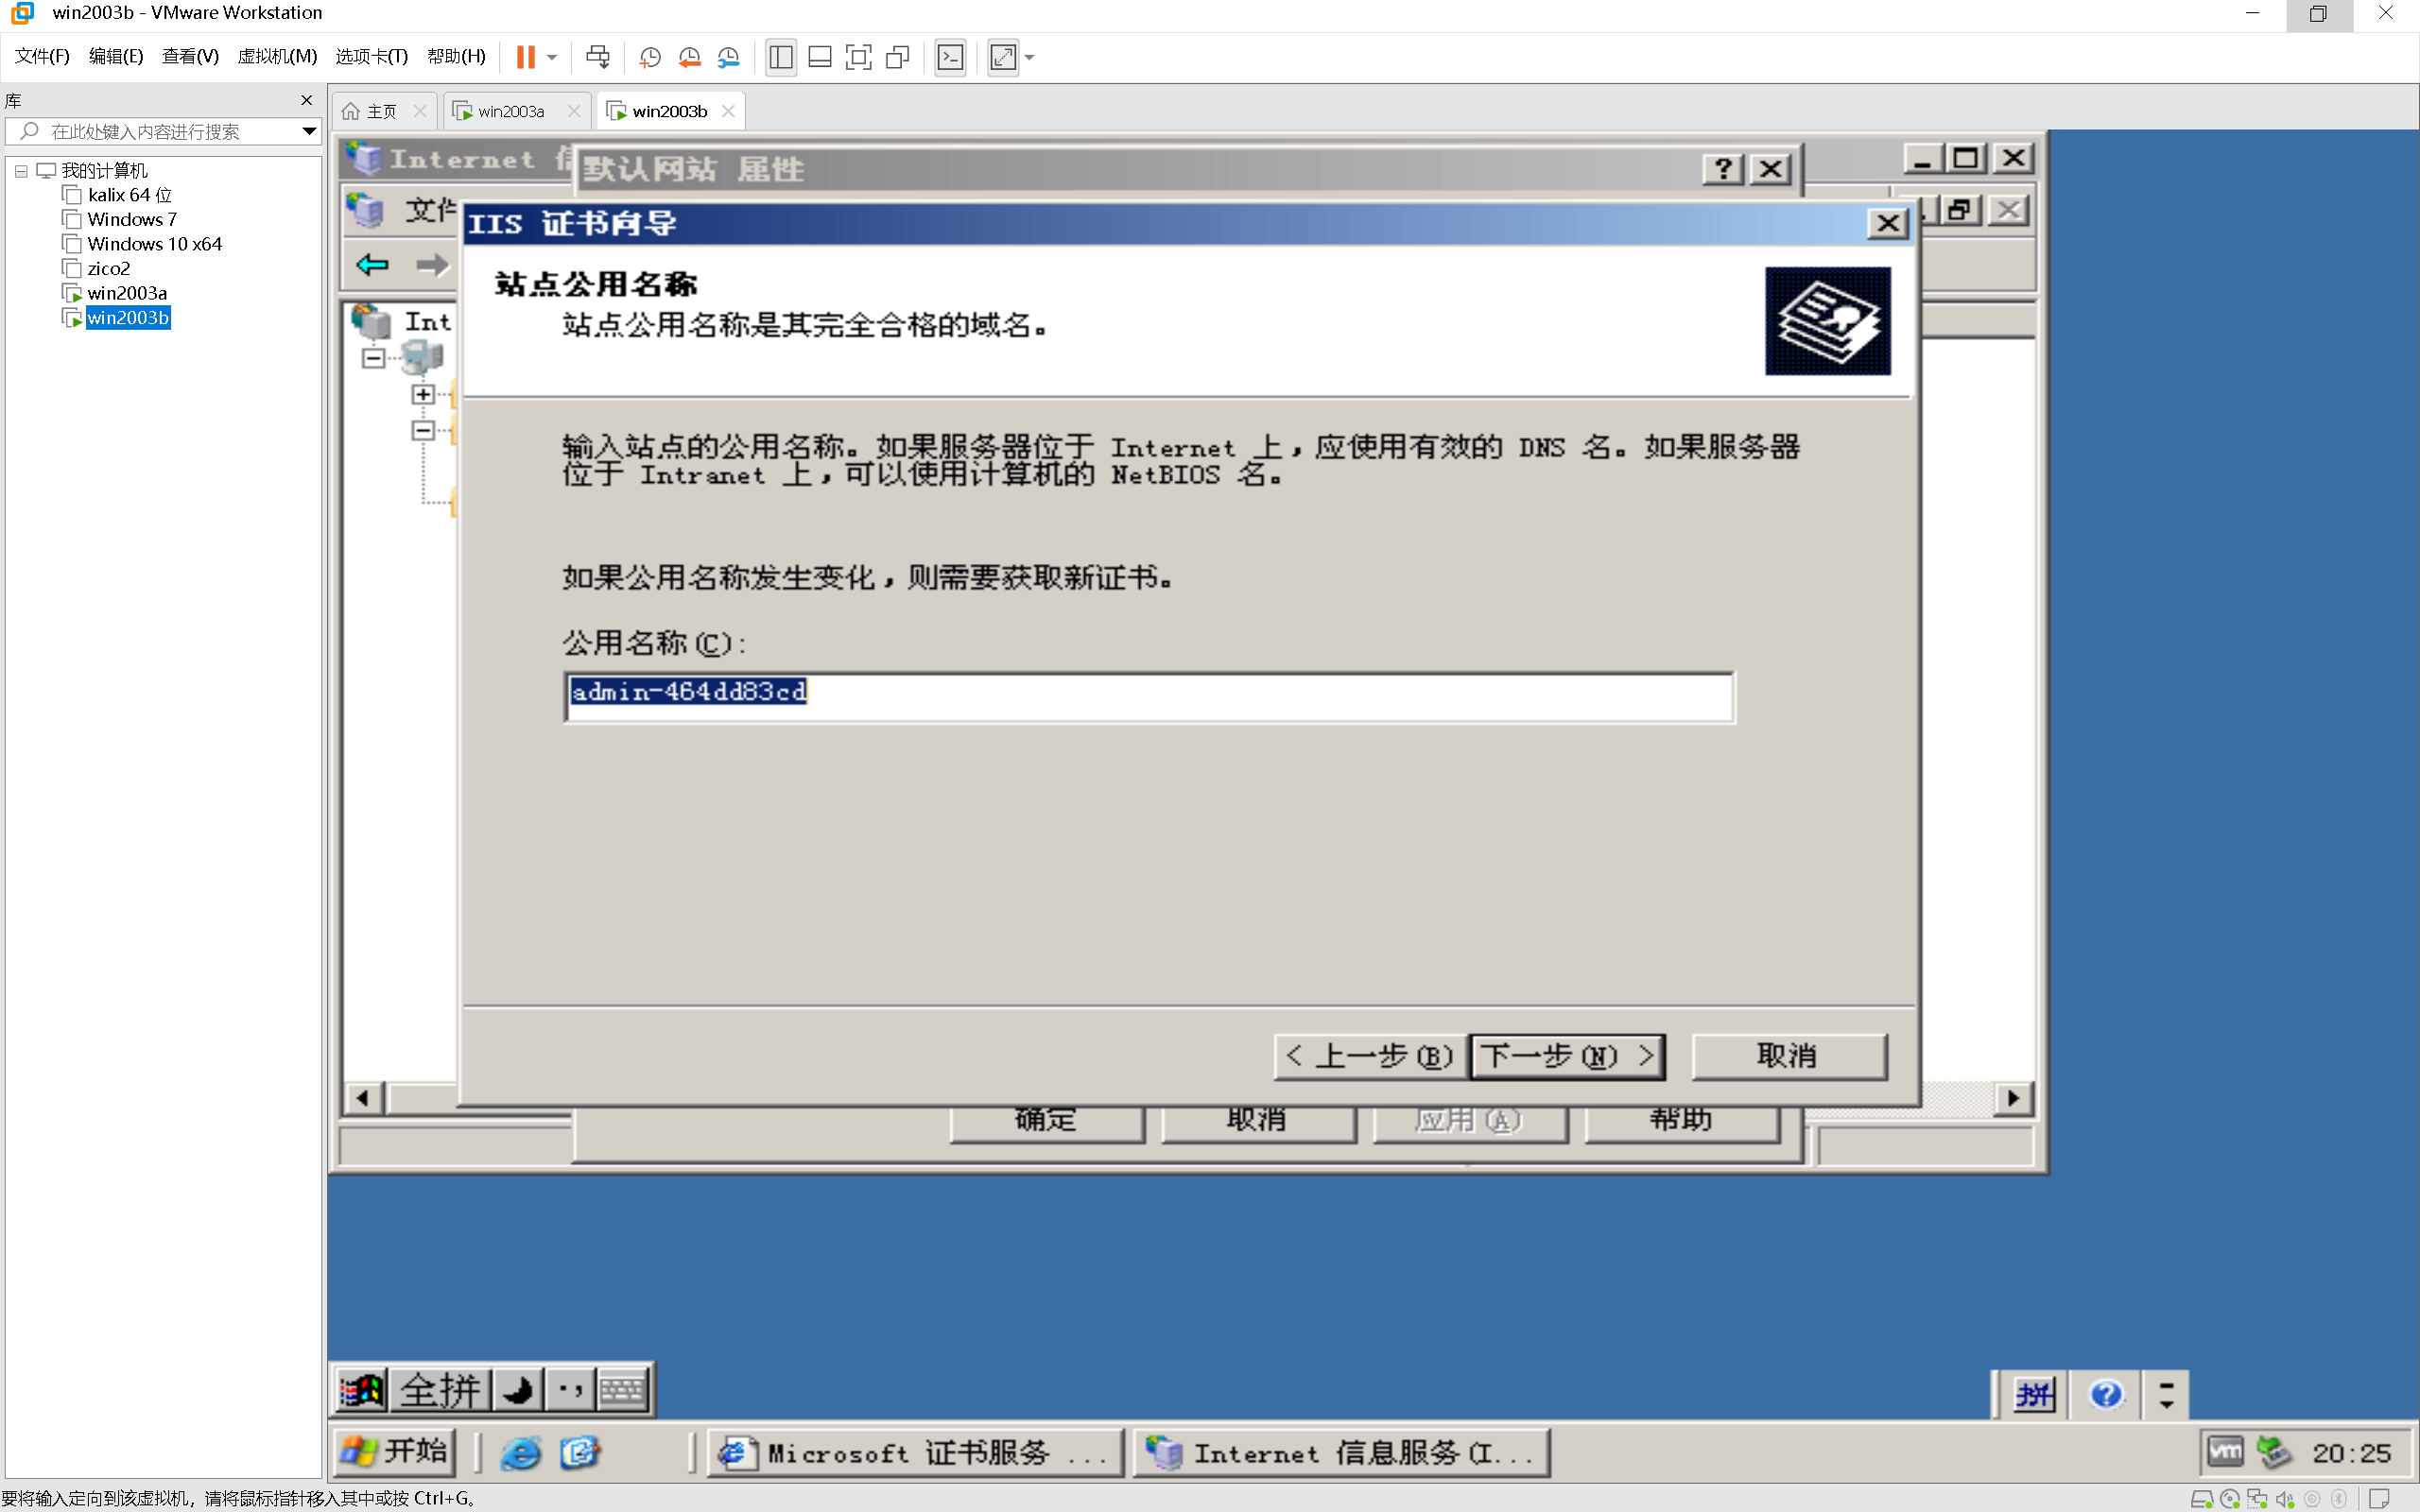 win2003b - VMware Workstation
文件(F) 编辑(E) 查看(V) 虚拟机(M) 选项卡(T) 帮助(H)
库
在此处键入内容进行搜索
我的计算机
kalix 64 位
Windows 7
Windows 10 x64
zico2
win2003a
win2003b
主页 win2003a win2003b
Internet
默认网站 属性
文件
IIS 证书向导
站点公用名称
站点公用名称是其完全合格的域名。
Int
输入站点的公用名称。如果服务器位于 Internet 上，应使用有效的 DNS 名。如果服务器
位于 Intranet 上，可以使用计算机的 NetBIOS 名。
如果公用名称发生变化，则需要获取新证书。
公用名称(C):
admin-464dd83cd
< 上一步(B) 下一步(N) > 取消
确定 取消 应用(A) 帮助
全拼
拼
开始 Microsoft 证书服务 ... Internet 信息服务(I... vm 20:25
要将输入定向到该虚拟机，请将鼠标指针移入其中或按 Ctrl+G。